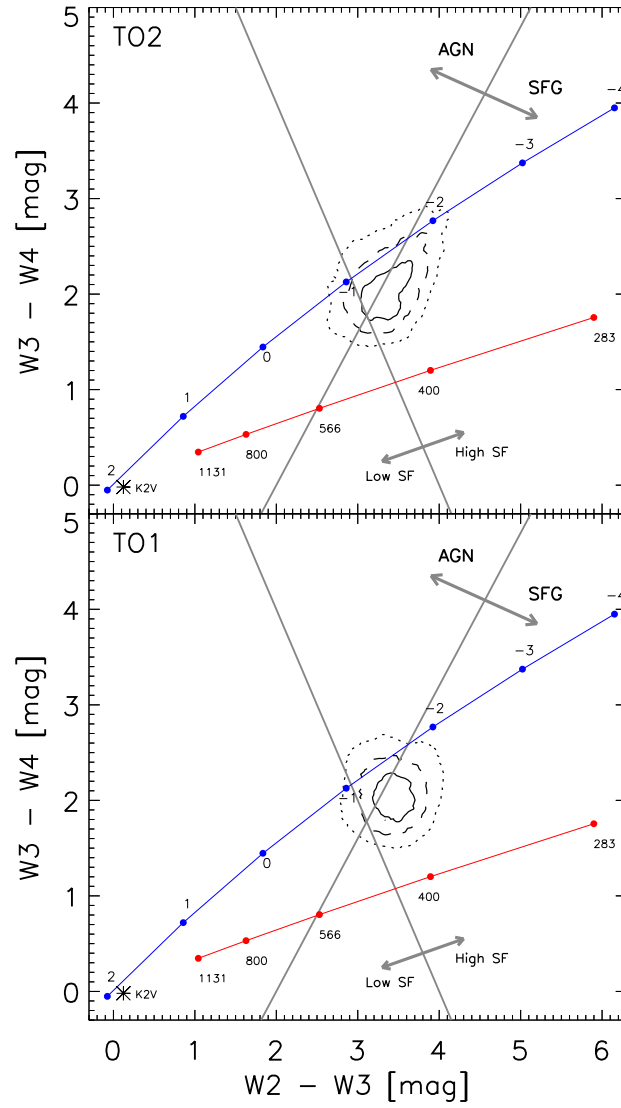 5
TO2
AGN
SFG
-4
4
-3
3
-2
W3 - W4 [mag]
2
-1
283
1
0
1
400
566
800
1131
High SF
Low SF
2
0
K2V
5
TO1
AGN
SFG
-4
4
-3
3
-2
W3 - W4 [mag]
2
-1
283
1
0
1
400
566
800
1131
High SF
Low SF
2
0
K2V
0 1 2 3 4 5 6
W2 - W3 [mag]